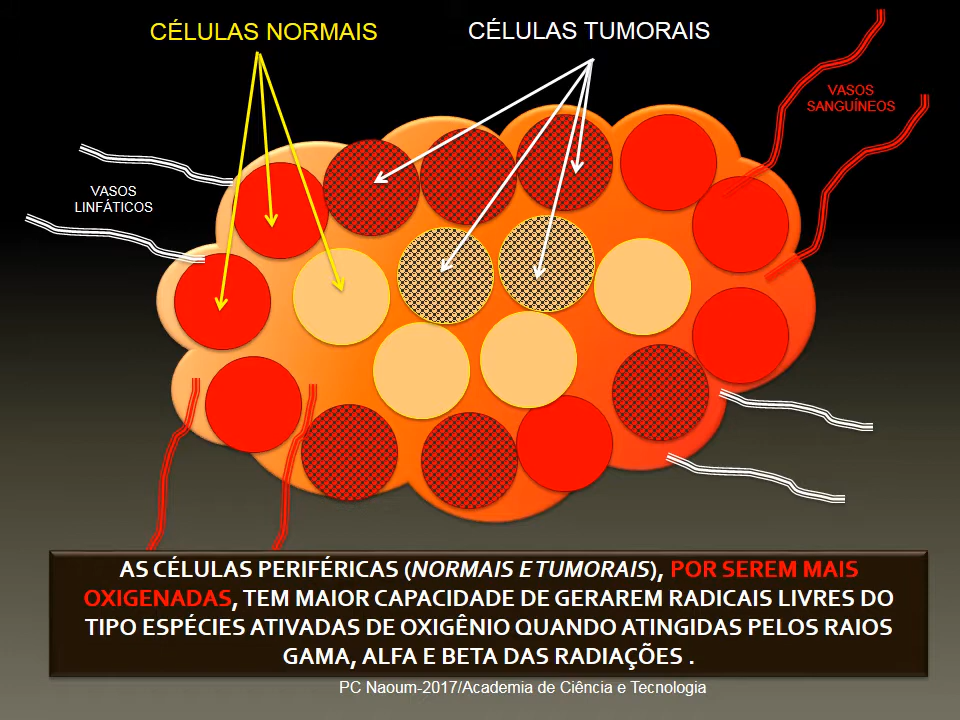 CÉLULAS NORMAIS
CÉLULAS TUMORAIS
VASOS
SANGUÍNEOS
VASOS
LINFÁTICOS
AS CÉLULAS PERIFÉRICAS (NORMAIS E TUMORAIS), POR SEREM MAIS
OXIGENADAS, TEM MAIOR CAPACIDADE DE GERAREM RADICAIS LIVRES DO
TIPO ESPÉCIES ATIVADAS DE OXIGÊNIO QUANDO ATINGIDAS PELOS RAIOS
GAMA, ALFA E BETA DAS RADIAÇÕES .
PC Naoum-2017/Academia de Ciência e Tecnologia